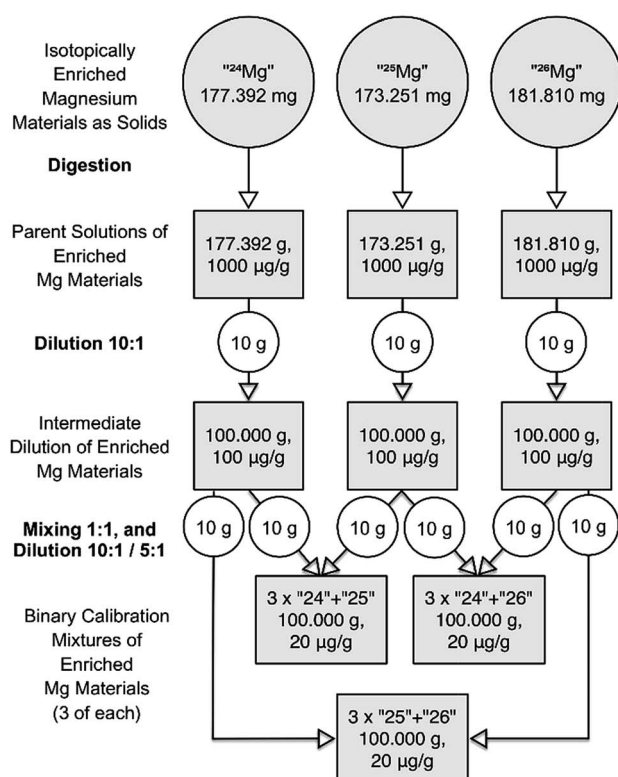 Isotopically
Enriched
Magnesium
Materials as Solids
"²⁴Mg"
177.392 mg
"²⁵Mg"
173.251 mg
"²⁶Mg"
181.810 mg
Digestion
Parent Solutions of
Enriched
Mg Materials
177.392 g,
1000 µg/g
173.251 g,
1000 µg/g
181.810 g,
1000 µg/g
Dilution 10:1
10 g
10 g
10 g
Intermediate
Dilution of Enriched
Mg Materials
100.000 g,
100 µg/g
100.000 g,
100 µg/g
100.000 g,
100 µg/g
Mixing 1:1, and
Dilution 10:1 / 5:1
10 g
10 g
10 g
10 g
10 g
10 g
Binary Calibration
Mixtures of
Enriched
Mg Materials
(3 of each)
3 x "24"+"25"
100.000 g,
20 µg/g
3 x "24"+"26"
100.000 g,
20 µg/g
3 x "25"+"26"
100.000 g,
20 µg/g